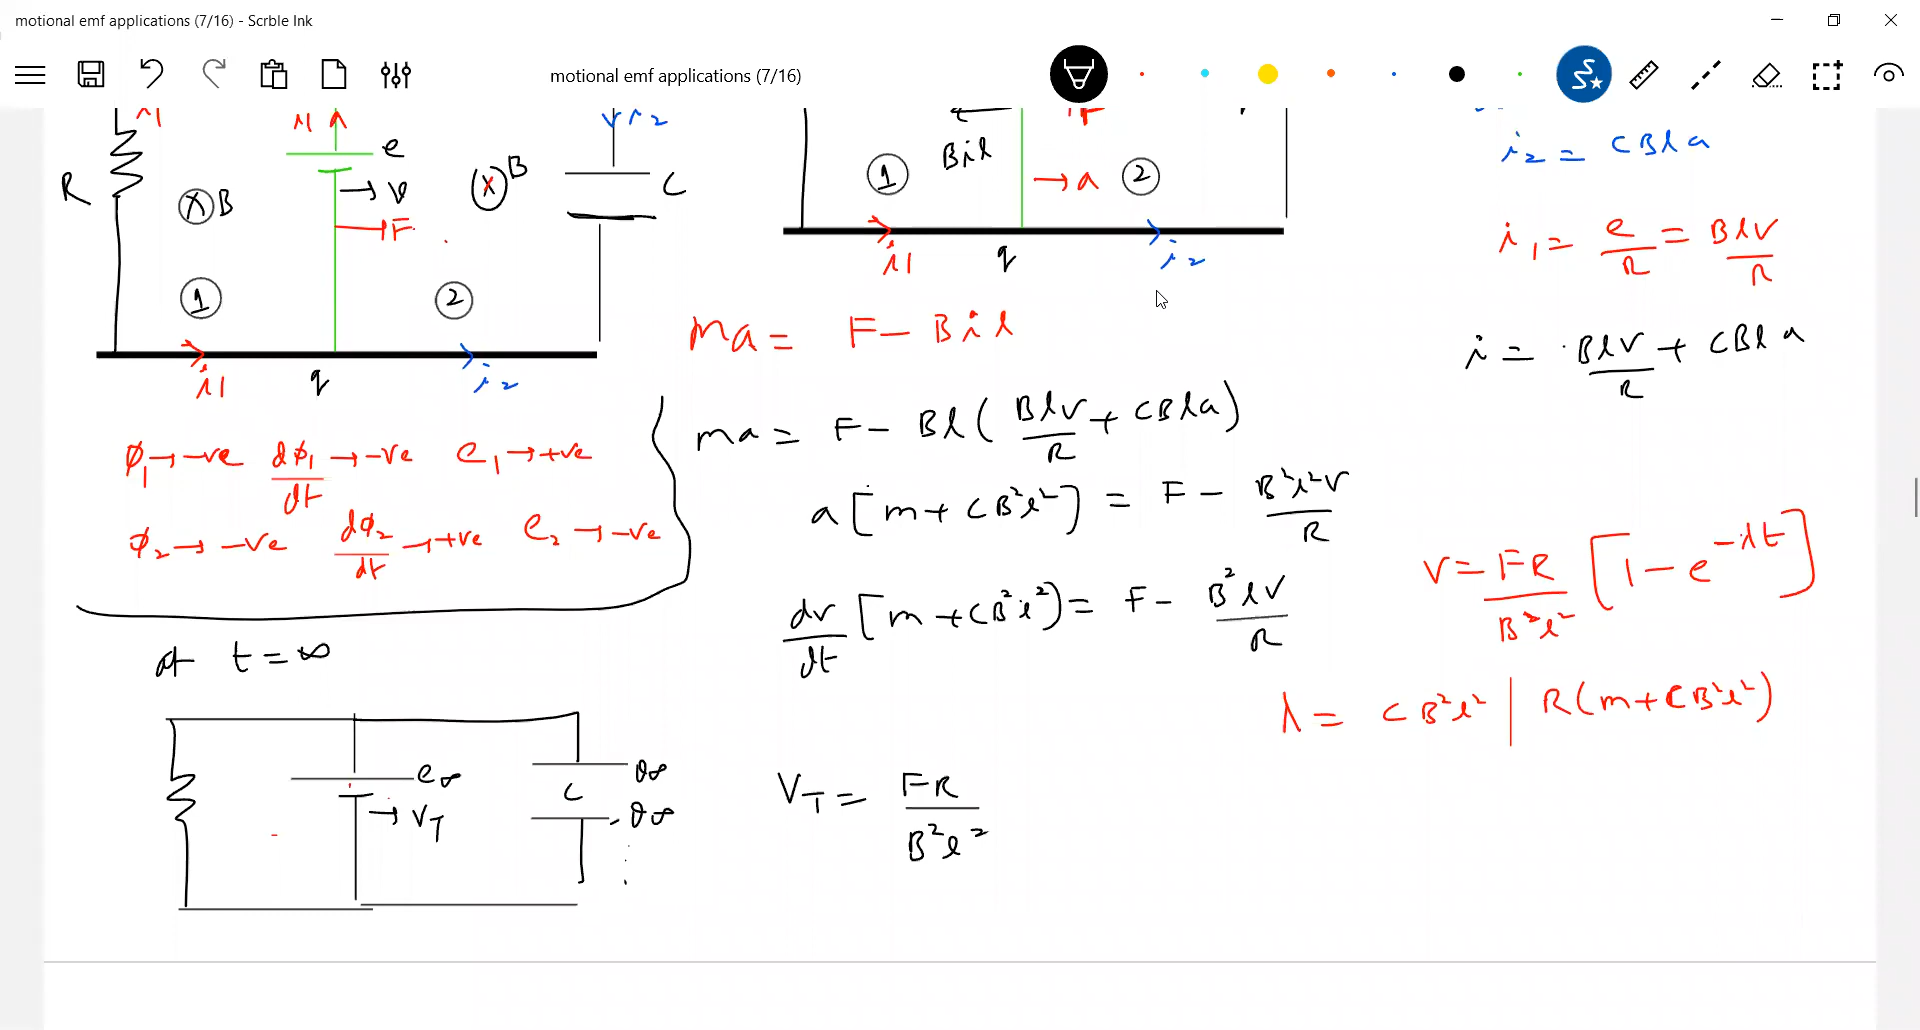 motional emf applications (7/16) - Scrble Ink
motional emf applications (7/16)
i1 e B v F R 1 2 q i1 i2 C B
Bil → a 1 2 q i1 i2
i2 = CBla
i1 = e/R = Blv/R
i = Blv/R + CBla
ma = F - Bil
ma = F - Bl ( Blv/R + CBla )
a [ m + CB²l² ] = F - B²l²v/R
dv/dt [ m + CB²l² ) = F - B²lv/R
ϕ1 → -ve dϕ1/dt → -ve e1 → +ve
ϕ2 → -ve dϕ2/dt → +ve e2 → -ve
at t = ∞
e∞ → VT C
VT = FR/B²l²
v = FR/B²l² [ 1 - e^-λt ]
λ = CB²l² | R(m + CB²l²)